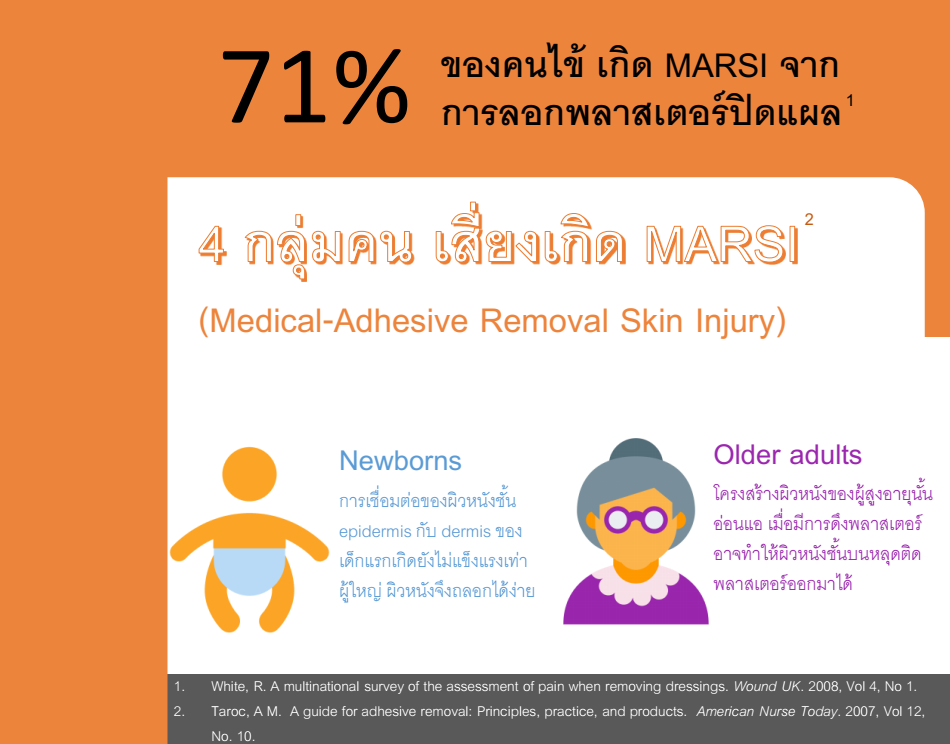 71%
ของคนไข้ เกิด MARSI จาก
การลอกพลาสเตอร์ปิดแผล1
4 กลุ่มคน เสี่ยงเกิด MARSI2
(Medical-Adhesive Removal Skin Injury)
Newborns
การเชื่อมต่อของผิวหนังชั้น
epidermis กับ dermis ของ
เด็กแรกเกิดยังไม่แข็งแรงเท่า
ผู้ใหญ่ ผิวหนังจึงถลอกได้ง่าย
Older adults
โครงสร้างผิวหนังของผู้สูงอายุนั้น
อ่อนแอ เมื่อมีการดึงพลาสเตอร์
อาจทำให้ผิวหนังชั้นบนหลุดติด
พลาสเตอร์ออกมาได้
1. White, R. A multinational survey of the assessment of pain when removing dressings. Wound UK. 2008, Vol 4, No 1.
2. Taroc, A M. A guide for adhesive removal: Principles, practice, and products. American Nurse Today. 2007, Vol 12,
No. 10.